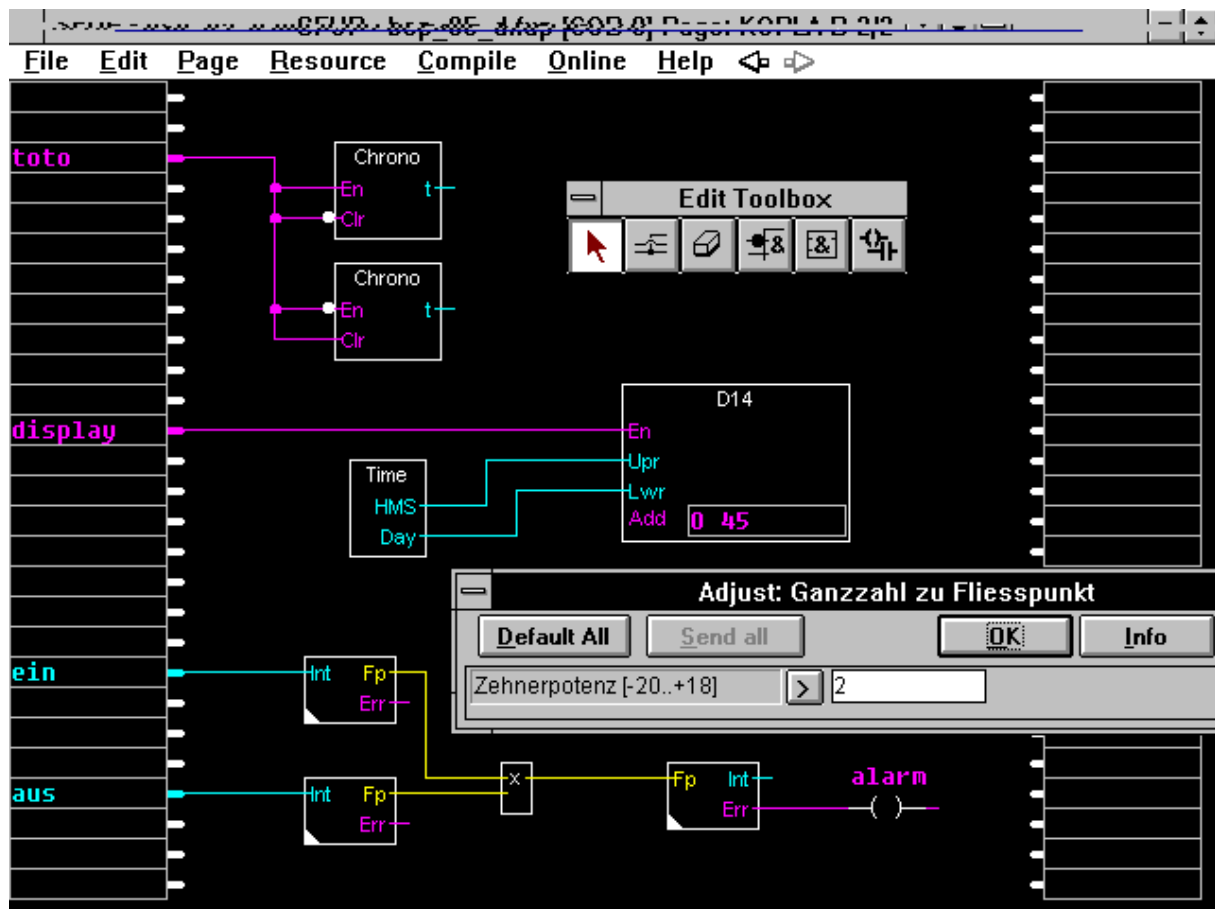 File Edit Page Resource Compile Online Help
toto
Chrono
En t
Clr
Edit Toolbox
& &
Chrono
En t
Clr
display
D14
En
Upr
Lwr
Add 0 45
Time
HMS
Day
Adjust: Ganzzahl zu Fliesspunkt
Default All Send all OK Info
Zehnerpotenz [-20..+18] > 2
ein
Int Fp
Err
aus
Int Fp
Err
x
Fp Int
Err
alarm